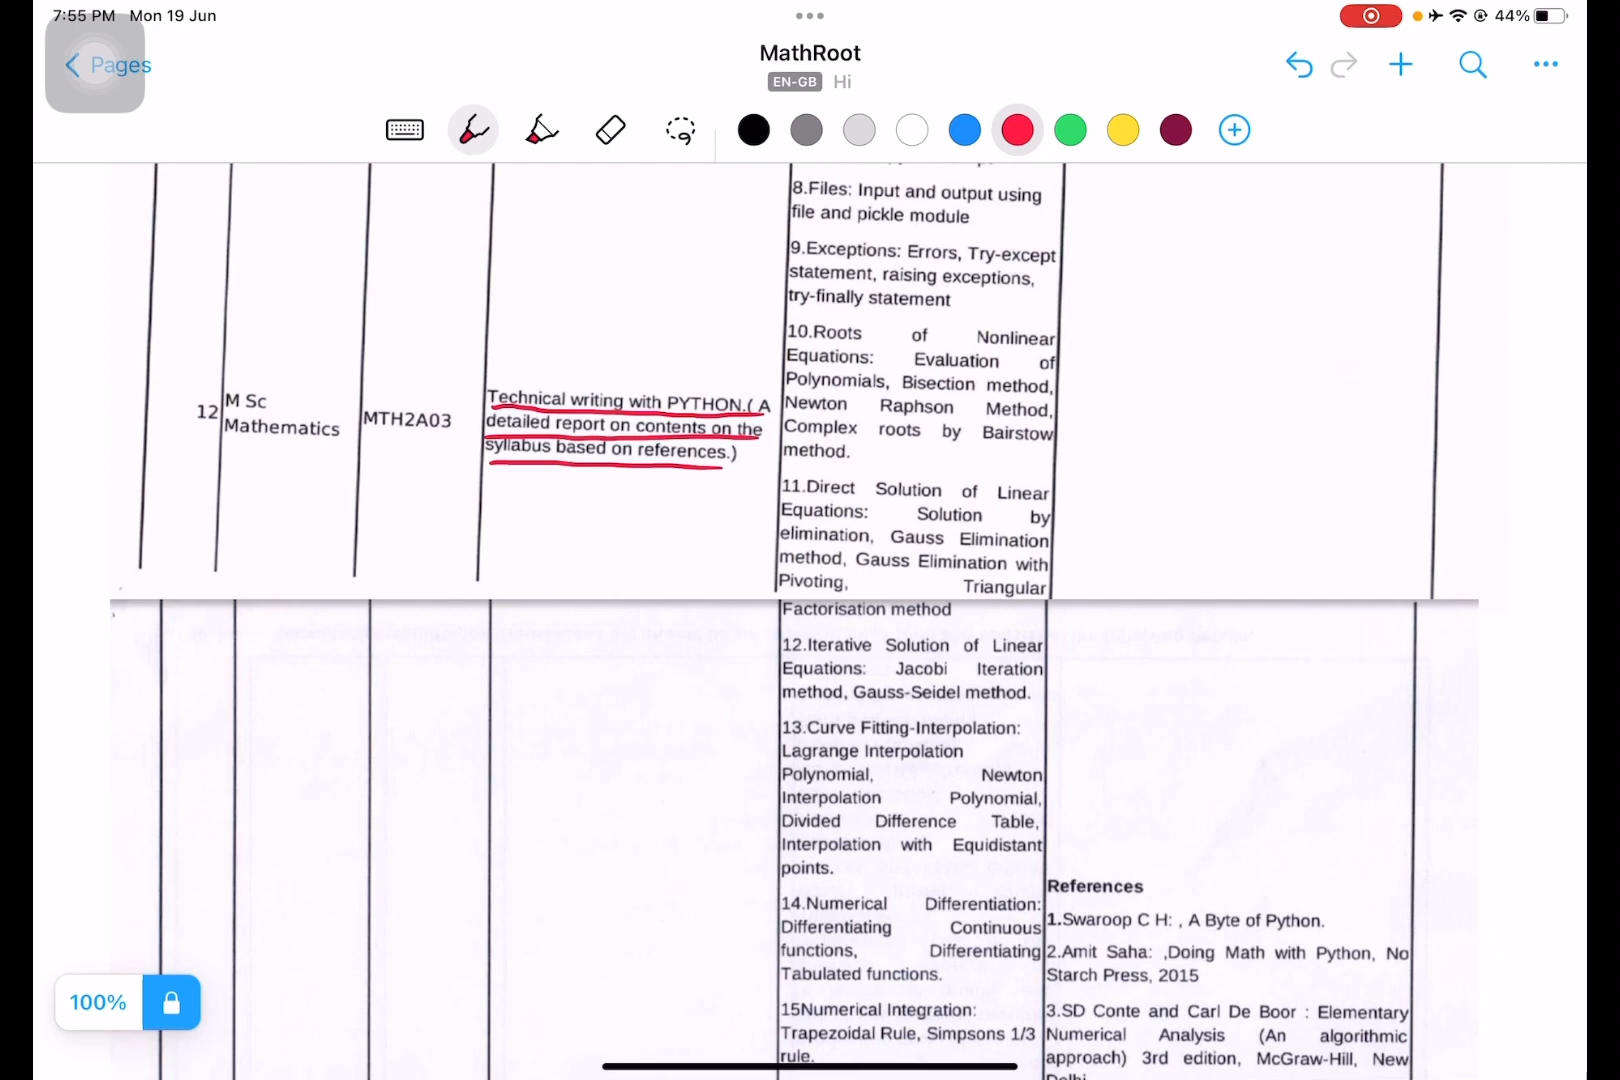 7:55 PM Mon 19 Jun
44%
Pages
MathRoot
EN-GB Hi
8.Files: Input and output using
file and pickle module
9.Exceptions: Errors, Try-except
statement, raising exceptions,
try-finally statement
10.Roots of Nonlinear
Equations: Evaluation of
Polynomials, Bisection method,
Newton Raphson Method,
Complex roots by Bairstow
method.
11.Direct Solution of Linear
Equations: Solution by
elimination, Gauss Elimination
method, Gauss Elimination with
Pivoting, Triangular
12
M Sc
Mathematics
MTH2A03
Technical writing with PYTHON.( A
detailed report on contents on the
syllabus based on references.)
Factorisation method
12.Iterative Solution of Linear
Equations: Jacobi Iteration
method, Gauss-Seidel method.
13.Curve Fitting-Interpolation:
Lagrange Interpolation
Polynomial, Newton
Interpolation Polynomial,
Divided Difference Table,
Interpolation with Equidistant
points.
14.Numerical Differentiation:
Differentiating Continuous
functions, Differentiating
Tabulated functions.
15Numerical Integration:
Trapezoidal Rule, Simpsons 1/3
rule.
References
1.Swaroop C H: , A Byte of Python.
2.Amit Saha: ,Doing Math with Python, No
Starch Press, 2015
3.SD Conte and Carl De Boor : Elementary
Numerical Analysis (An algorithmic
approach) 3rd edition, McGraw-Hill, New
Delhi
100%